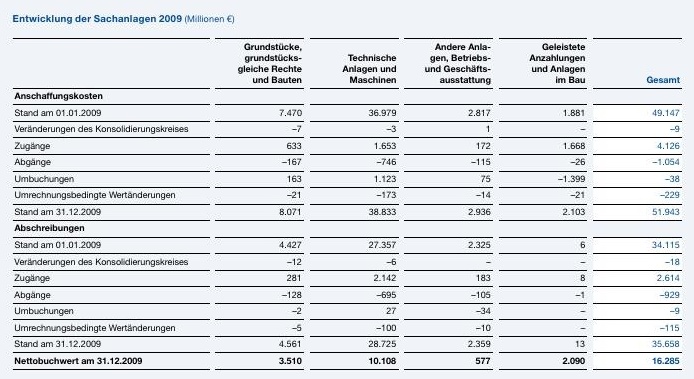 Entwicklung der Sachanlagen 2009 (Millionen €)
Grundstücke, grundstücks- gleiche Rechte und Bauten | Technische Anlagen und Maschinen | Andere Anla- gen, Betriebs- und Geschäfts- ausstattung | Geleistete Anzahlungen und Anlagen im Bau | Gesamt
Anschaffungskosten
Stand am 01.01.2009 7.470 36.979 2.817 1.881 49.147
Veränderungen des Konsolidierungskreises –7 –3 1 – –9
Zugänge 633 1.653 172 1.668 4.126
Abgänge –167 –746 –115 –26 –1.054
Umbuchungen 163 1.123 75 –1.399 –38
Umrechnungsbedingte Wertänderungen –21 –173 –14 –21 –229
Stand am 31.12.2009 8.071 38.833 2.936 2.103 51.943
Abschreibungen
Stand am 01.01.2009 4.427 27.357 2.325 6 34.115
Veränderungen des Konsolidierungskreises –12 –6 – – –18
Zugänge 281 2.142 183 8 2.614
Abgänge –128 –695 –105 –1 –929
Umbuchungen –2 27 –34 – –9
Umrechnungsbedingte Wertänderungen –5 –100 –10 – –115
Stand am 31.12.2009 4.561 28.725 2.359 13 35.658
Nettobuchwert am 31.12.2009 3.510 10.108 577 2.090 16.285